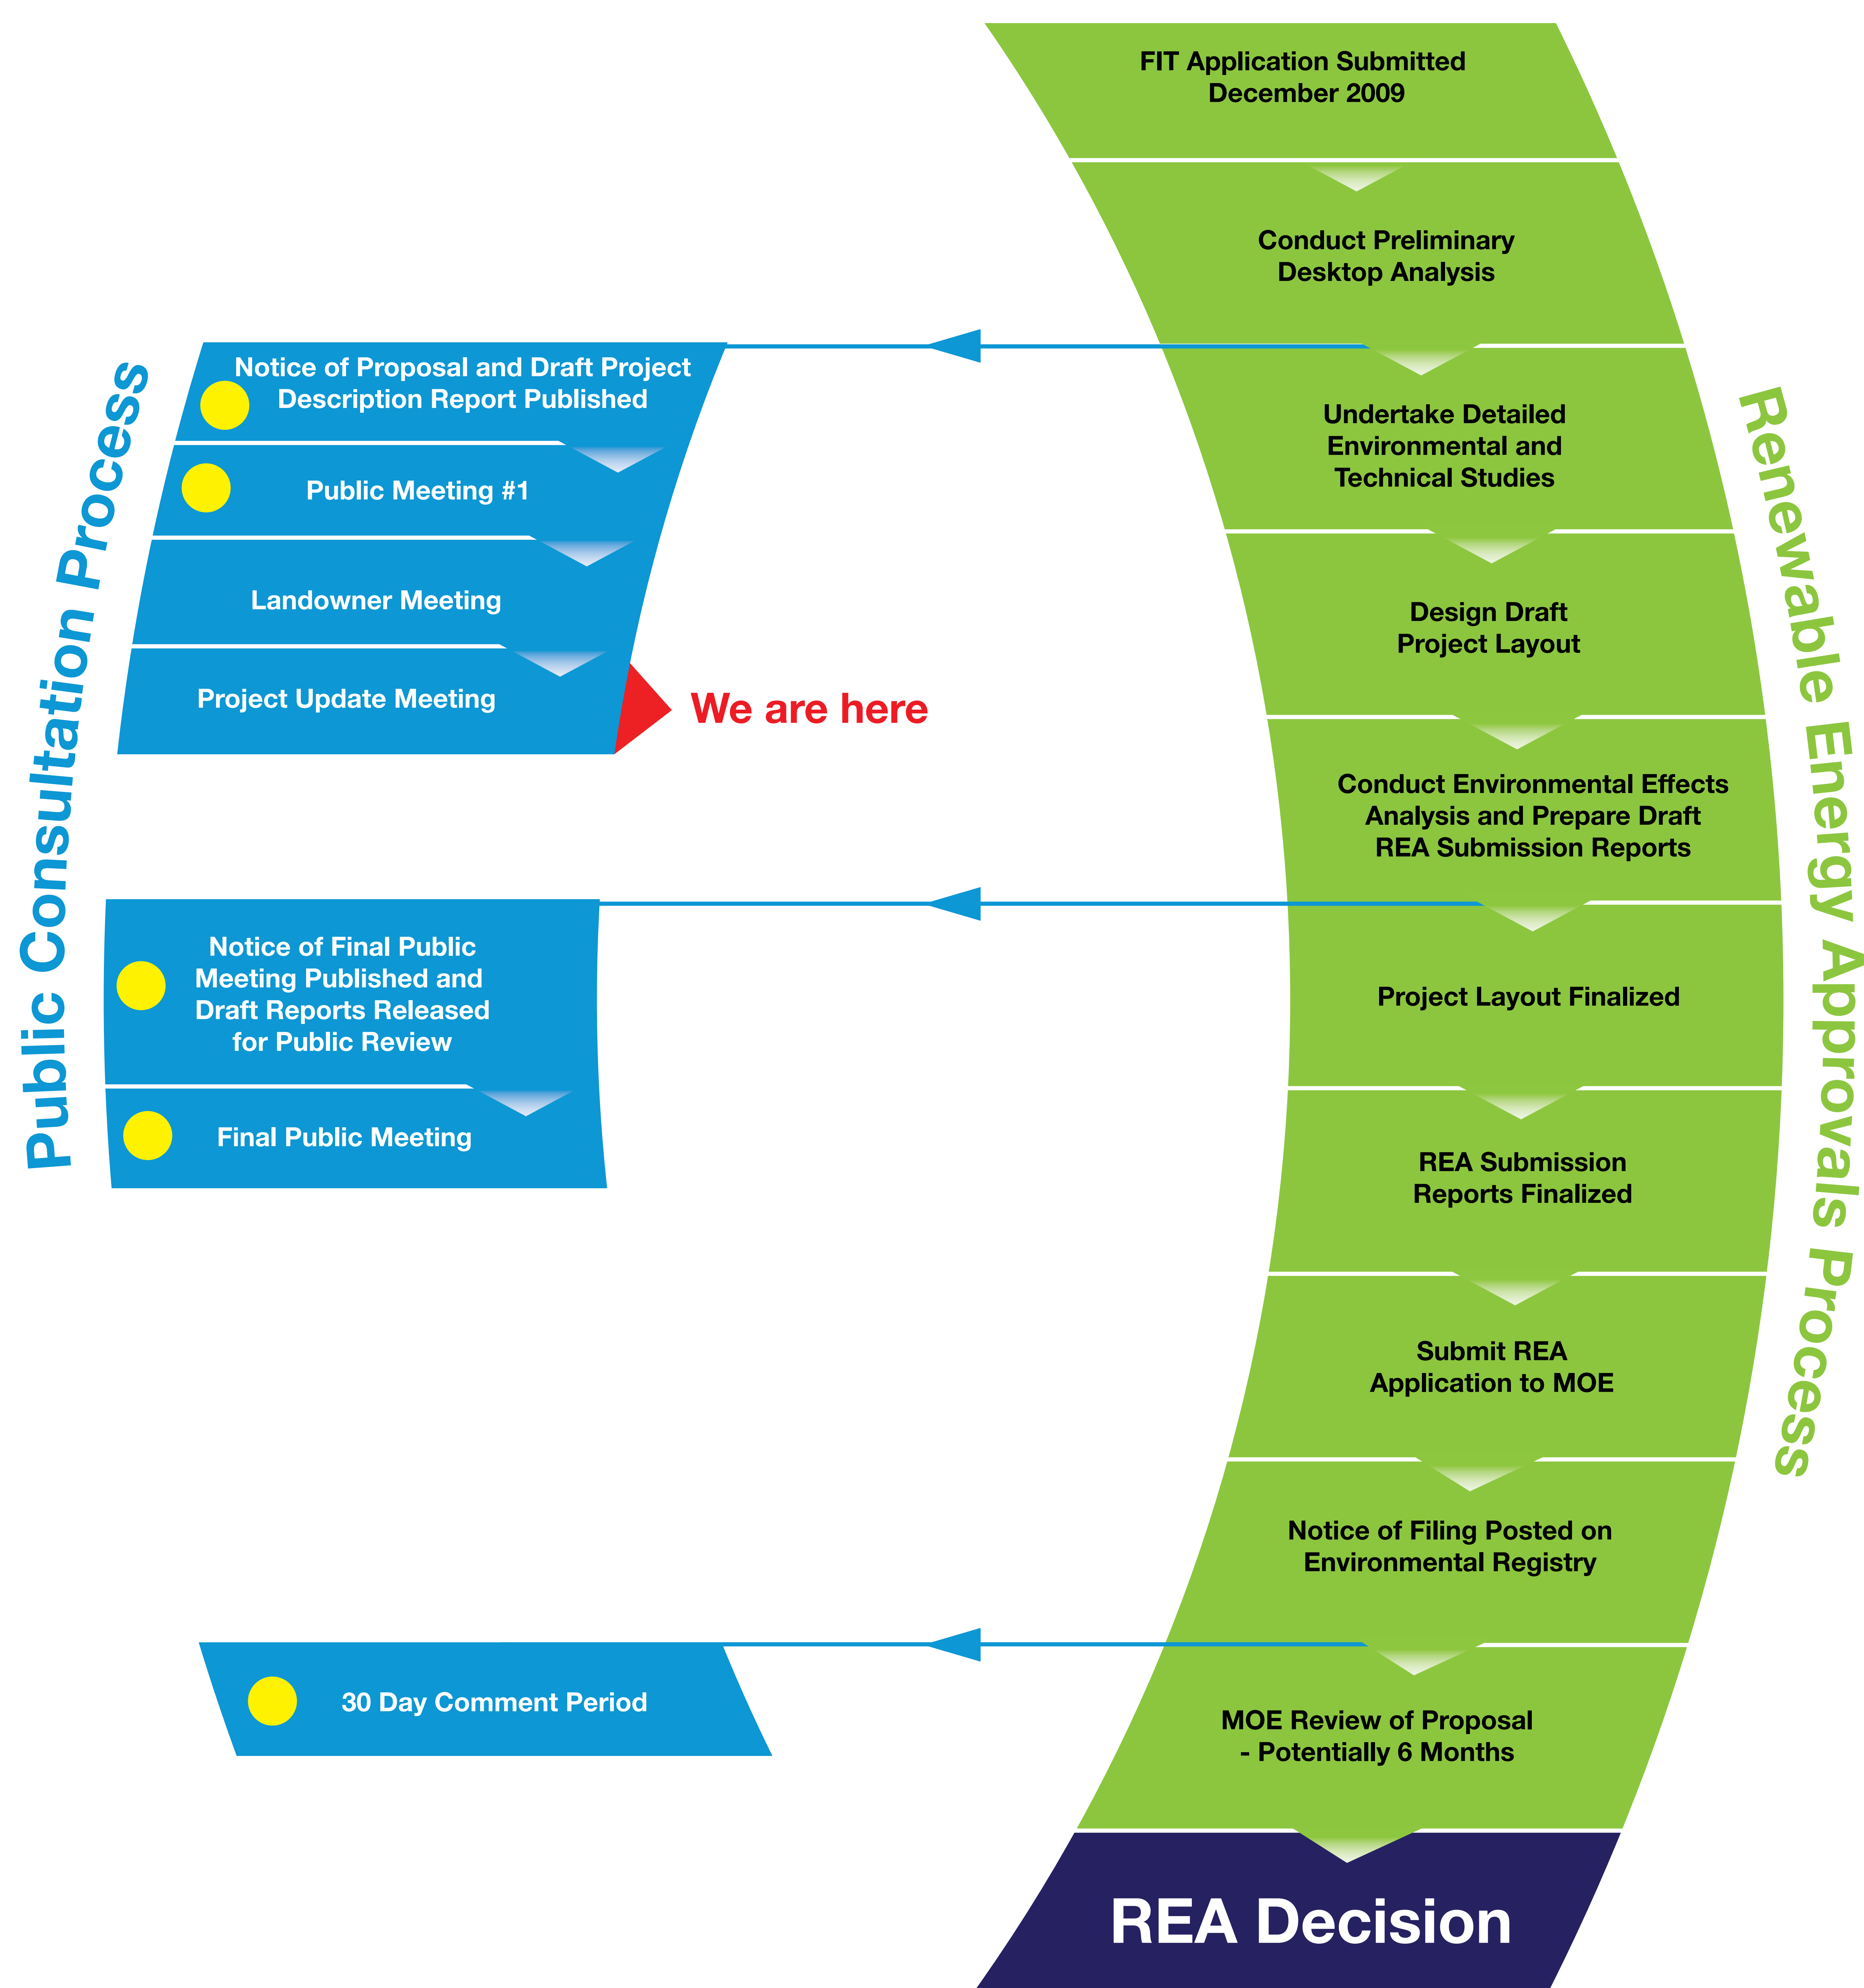 Public Consultation Process
Notice of Proposal and Draft Project
Description Report Published
Public Meeting #1
Landowner Meeting
Project Update Meeting
We are here
Notice of Final Public
Meeting Published and
Draft Reports Released
for Public Review
Final Public Meeting
30 Day Comment Period
FIT Application Submitted
December 2009
Conduct Preliminary
Desktop Analysis
Undertake Detailed
Environmental and
Technical Studies
Design Draft
Project Layout
Conduct Environmental Effects
Analysis and Prepare Draft
REA Submission Reports
Project Layout Finalized
REA Submission
Reports Finalized
Submit REA
Application to MOE
Notice of Filing Posted on
Environmental Registry
MOE Review of Proposal
- Potentially 6 Months
REA Decision
Renewable Energy Approvals Process